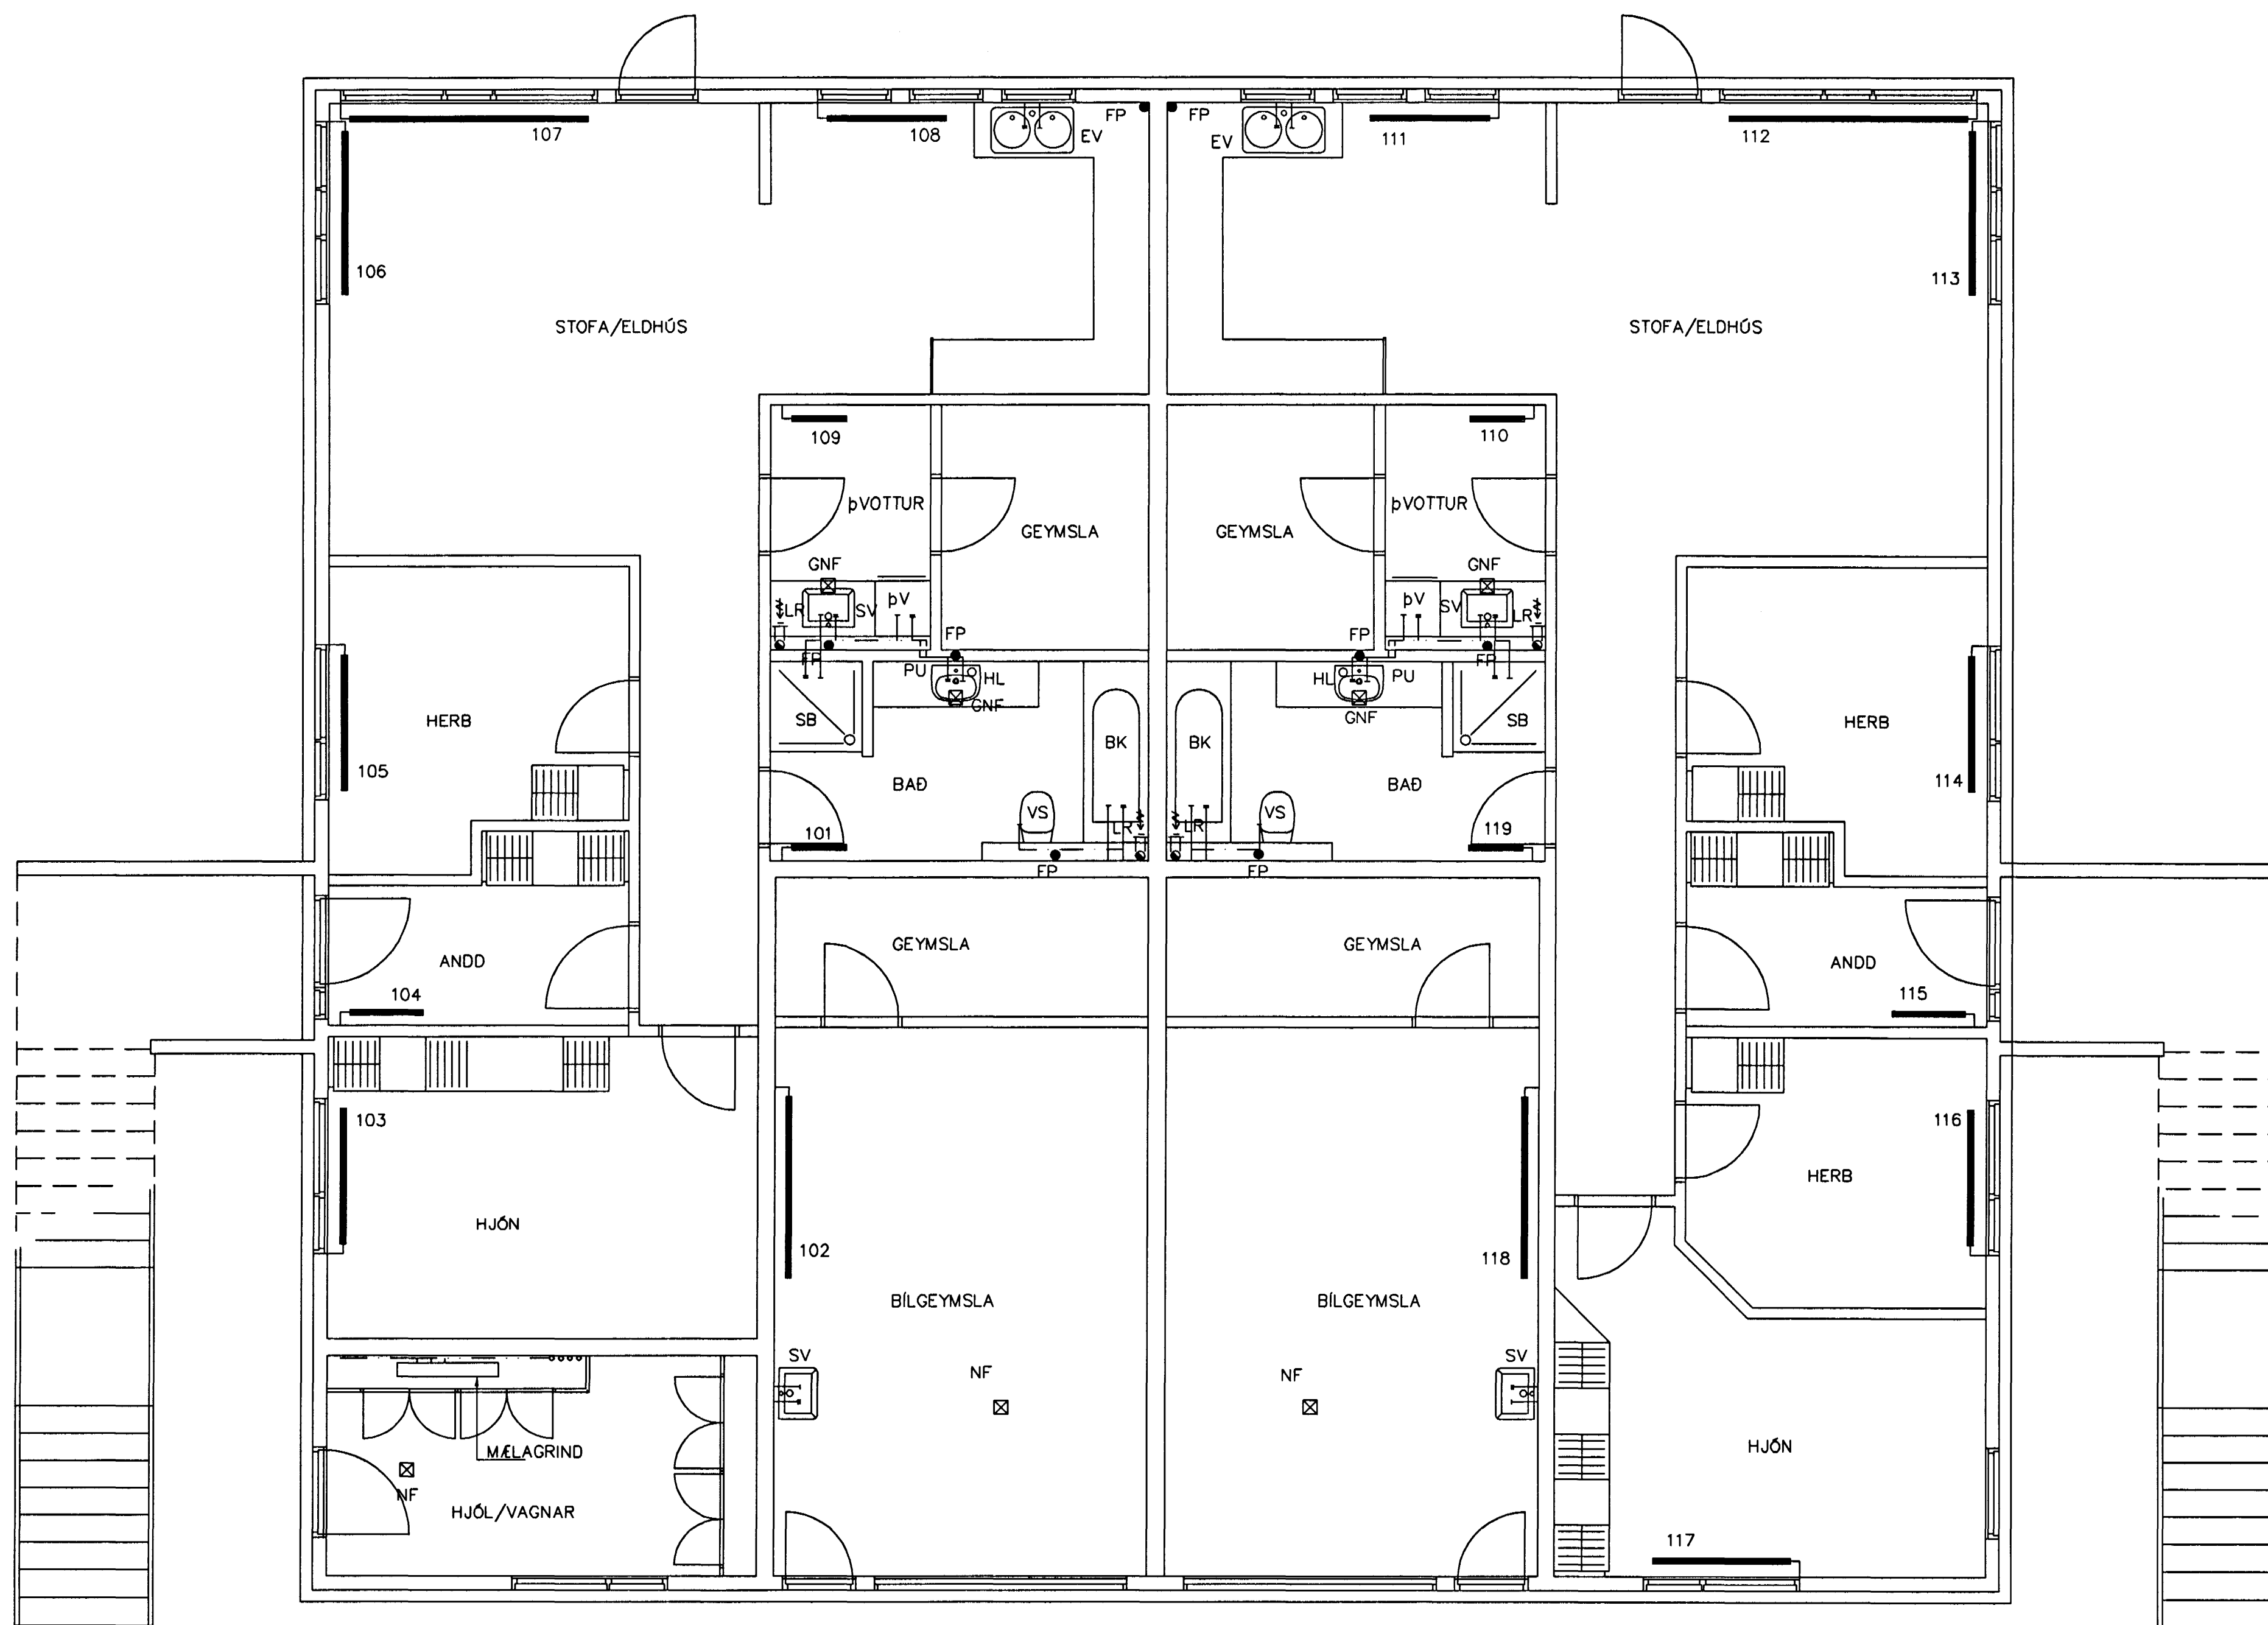 FP
FP
107
108
EV
EV
111
112
106
113
STOFA/ELDHÚS
STOFA/ELDHÚS
109
110
þVOTTUR
GEYMSLA
GEYMSLA
þVOTTUR
GNF
GNF
LR
SV
þV
þV
SV
LR
FP
FP
FP
FP
PU
HL
HL
PU
GNF
GNF
HERB
SB
BK
BK
SB
HERB
105
BAÐ
BAÐ
114
VS
VS
101
LR
LR
119
FP
FP
GEYMSLA
GEYMSLA
ANDD
ANDD
104
115
103
116
HERB
HJÓN
102
118
BÍLGEYMSLA
BÍLGEYMSLA
SV
SV
NF
NF
MÆLAGRIND
HJÓN
NF
HJÓL/VAGNAR
117